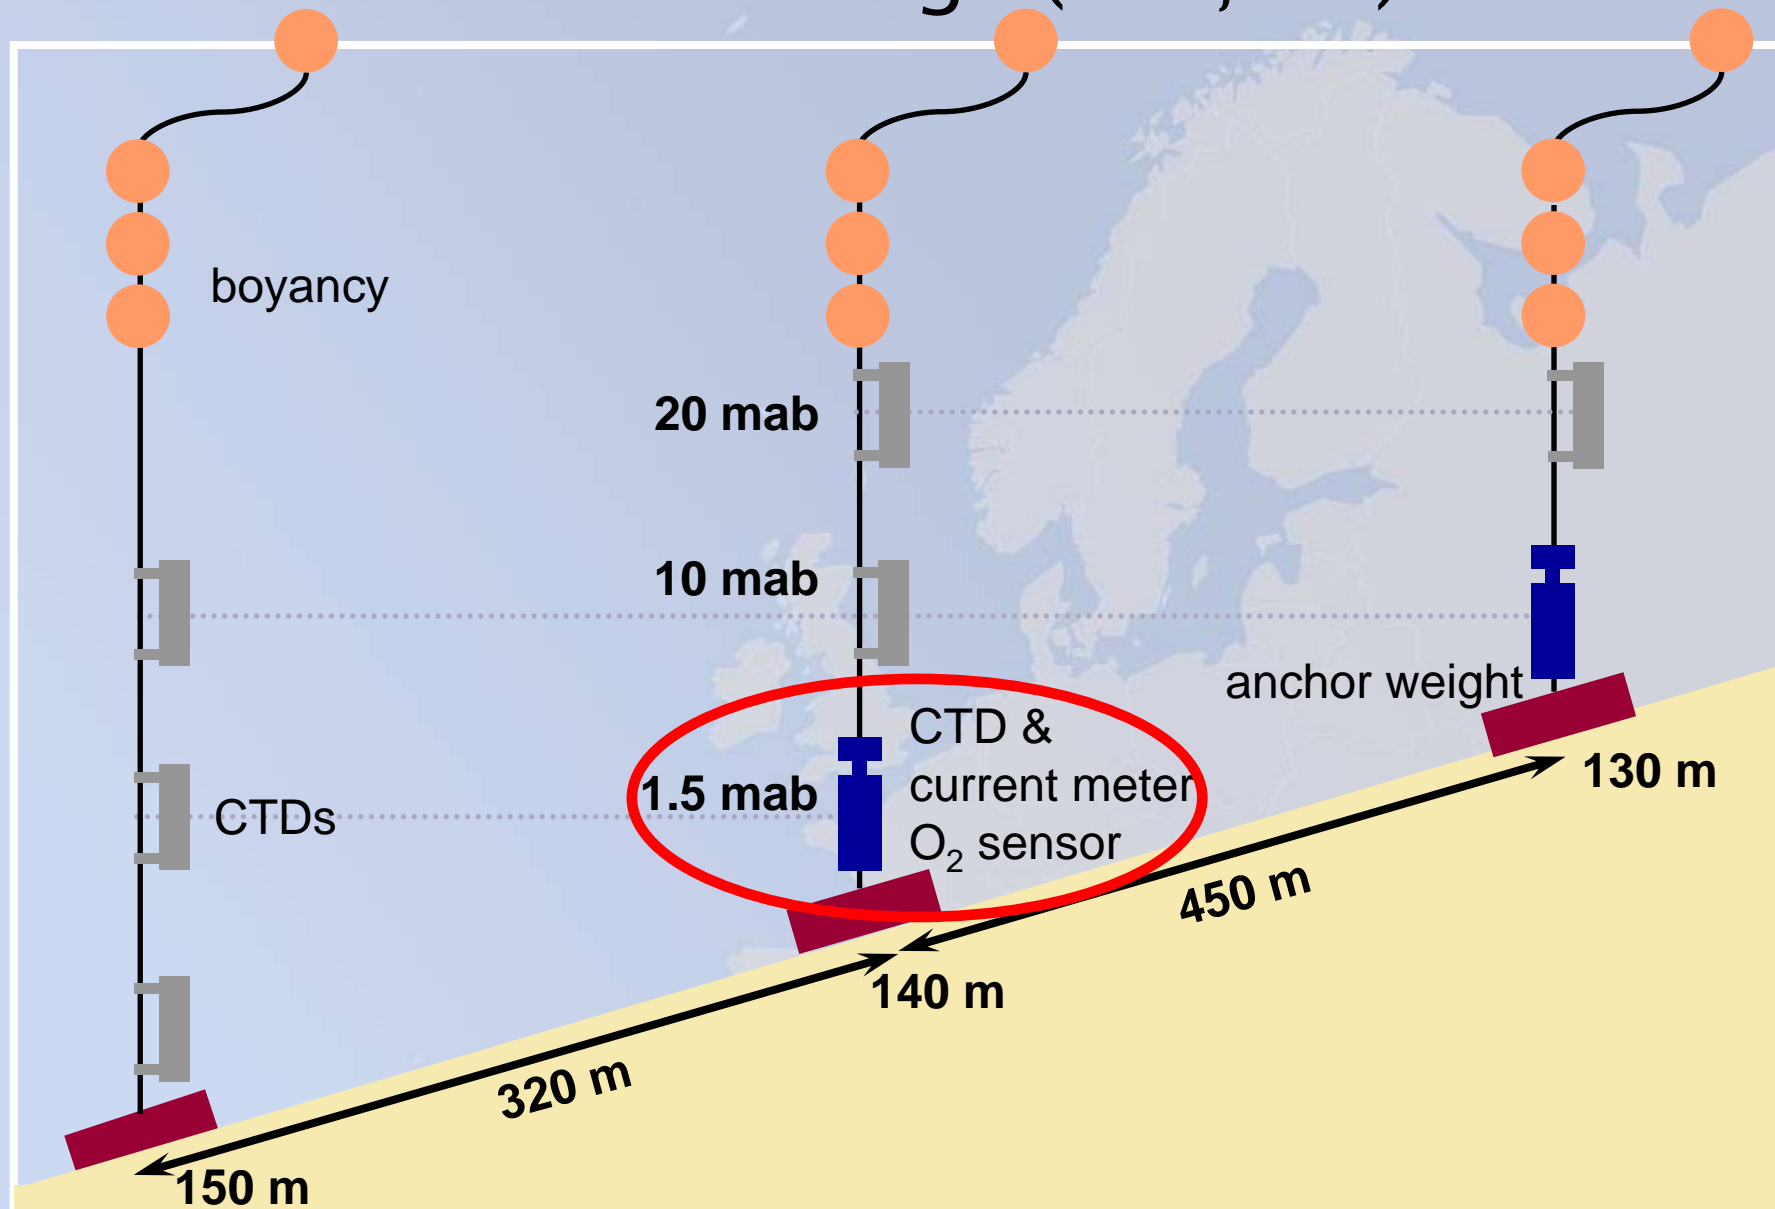 boyancy
20 mab
10 mab
anchor weight
CTD &
current meter
O₂ sensor
1.5 mab
CTDs
130 m
450 m
140 m
320 m
150 m